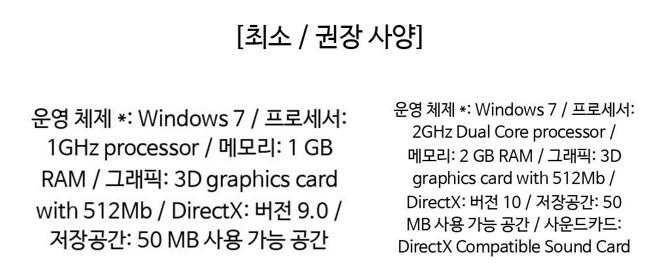 [최소 / 권장 사양]
운영 체제 *: Windows 7 / 프로세서:
1GHz processor / 메모리: 1 GB
RAM / 그래픽: 3D graphics card
with 512Mb / DirectX: 버전 9.0 /
저장공간: 50 MB 사용 가능 공간
운영 체제 *: Windows 7 / 프로세서:
2GHz Dual Core processor /
메모리: 2 GB RAM / 그래픽: 3D
graphics card with 512Mb /
DirectX: 버전 10 / 저장공간: 50
MB 사용 가능 공간 / 사운드카드:
DirectX Compatible Sound Card